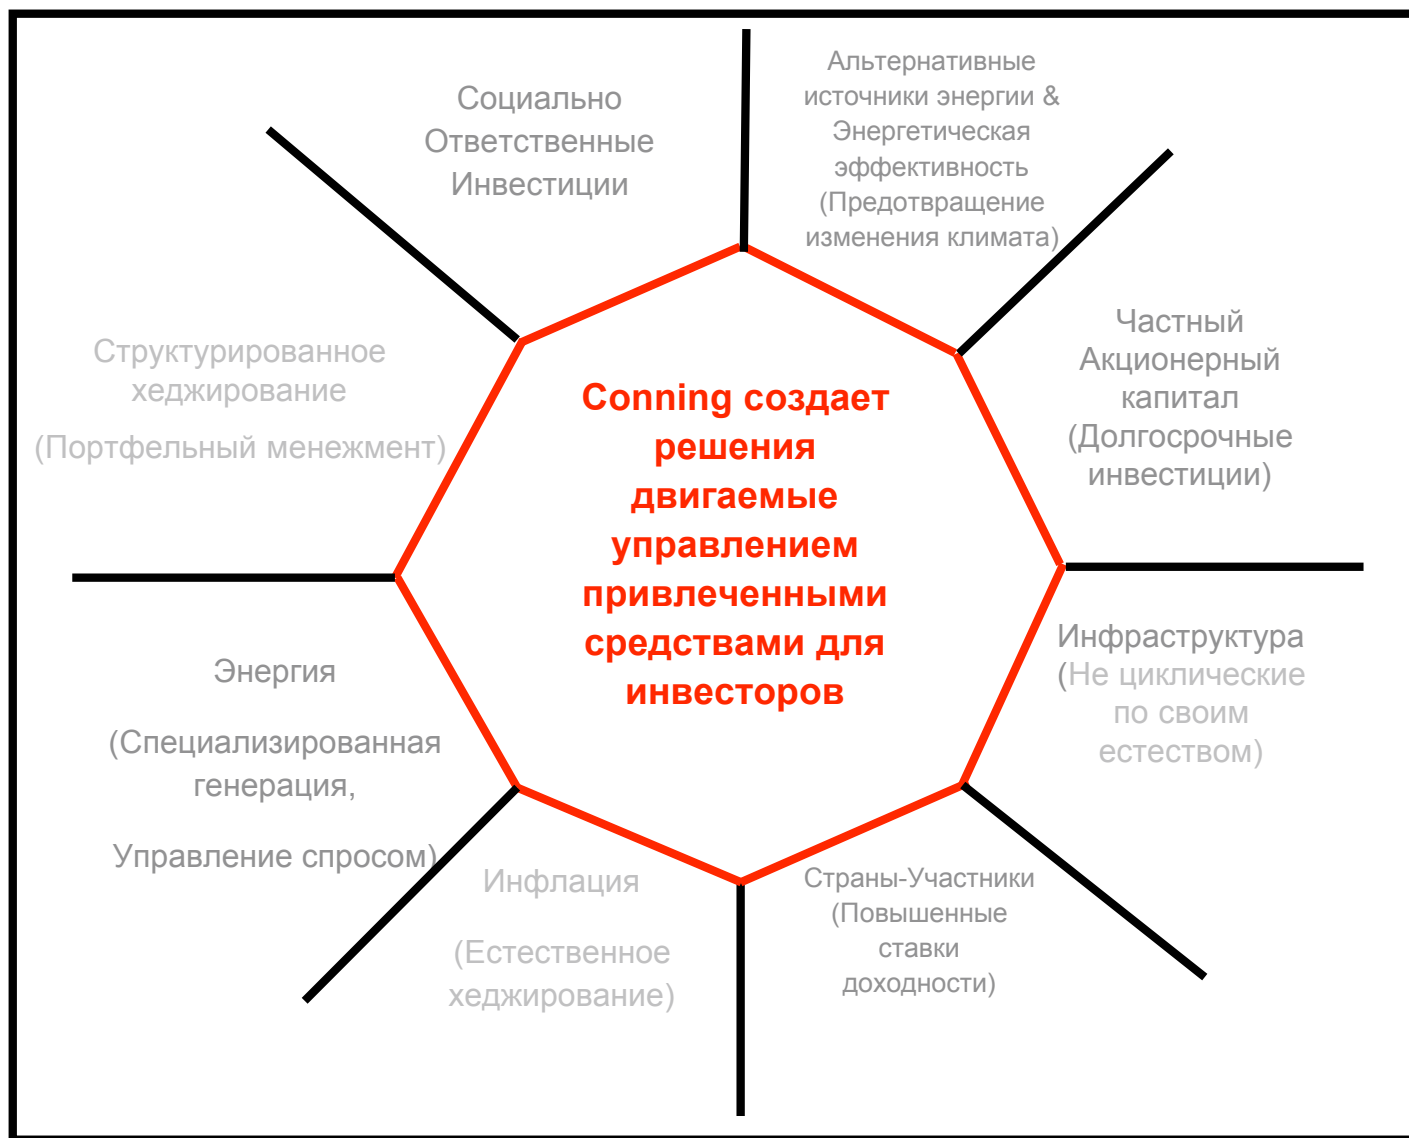 Социально
Ответственные
Инвестиции
Альтернативные
источники энергии &
Энергетическая
эффективность
(Предотвращение
изменения климата)
Частный
Акционерный
капитал
(Долгосрочные
инвестиции)
Структурированное
хеджирование
(Портфельный менежмент)
Conning создает
решения
двигаемые
управлением
привлеченными
средствами для
инвесторов
Инфраструктура
(Не циклические
по своим
естеством)
Энергия
(Специализированная
генерация,
Управление спросом)
Инфлация
(Естественное
хеджирование)
Страны-Участники
(Повышенные
ставки
доходности)